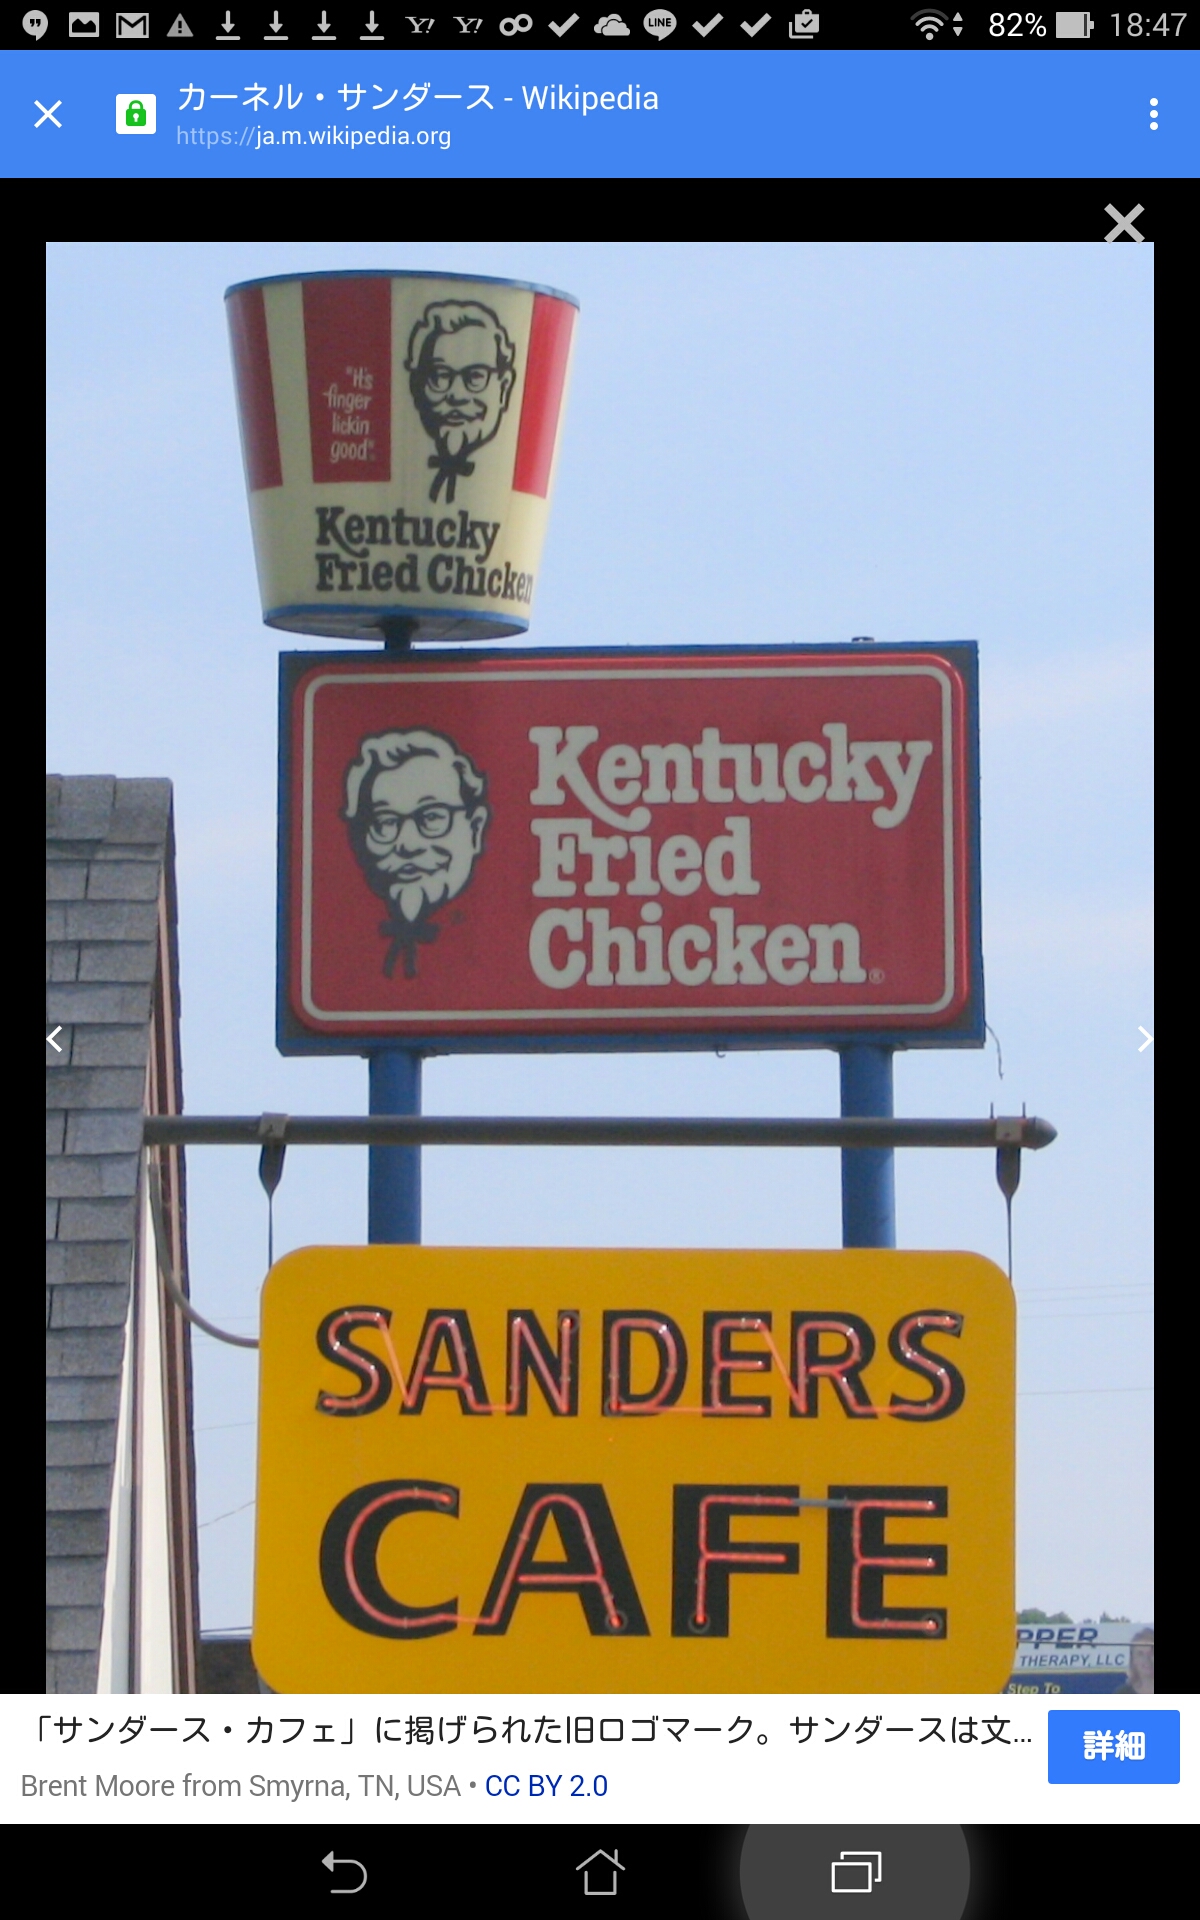 82% 18:47
カーネル・サンダース - Wikipedia
https://ja.m.wikipedia.org
"It's
finger
lickin
good".
Kentucky
Fried Chicken
Kentucky
Fried
Chicken®
SANDERS
CAFE
PPER
THERAPY, LLC
Step To
「サンダース・カフェ」に掲げられた旧ロゴマーク。サンダースは文...
詳細
Brent Moore from Smyrna, TN, USA • CC BY 2.0